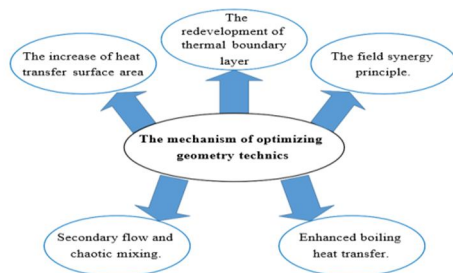 The
redevelopment of
thermal boundary
layer
The increase of heat
transfer surface area
The field synergy
principle.
The mechanism of optimizing
geometry technics
Secondary flow and
chaotic mixing.
Enhanced boiling
heat transfer.